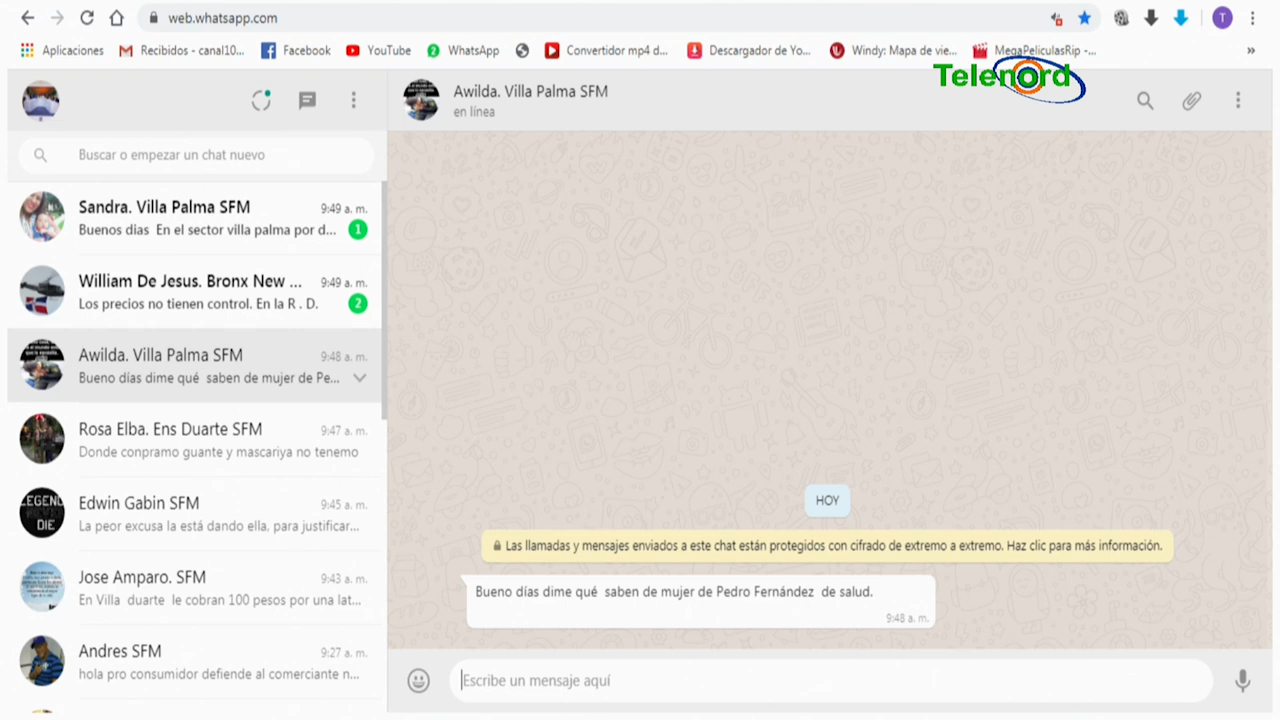 web.whatsapp.com
T
Aplicaciones
Recibidos - canal10...
Facebook
YouTube
WhatsApp
Convertidor mp4 d...
Descargador de Yo...
Windy: Mapa de vie...
MegaPeliculasRip -...
»
Telenord
Awilda. Villa Palma SFM
en línea
Buscar o empezar un chat nuevo
Sandra. Villa Palma SFM
9:49 a. m.
Buenos dias En el sector villa palma por d...
1
William De Jesus. Bronx New ...
9:49 a. m.
Los precios no tienen control. En la R . D.
2
Awilda. Villa Palma SFM
9:48 a. m.
Bueno días dime qué saben de mujer de Pe...
Rosa Elba. Ens Duarte SFM
9:47 a. m.
Donde conpramo guante y mascariya no tenemo
LEGEND
NEVER
DIE
Edwin Gabin SFM
9:45 a. m.
La peor excusa la está dando ella, para justificar...
Jose Amparo. SFM
9:43 a. m.
En Villa duarte le cobran 100 pesos por una lat...
Andres SFM
9:27 a. m.
hola pro consumidor defiende al comerciante n...
HOY
Las llamadas y mensajes enviados a este chat están protegidos con cifrado de extremo a extremo. Haz clic para más información.
Bueno días dime qué saben de mujer de Pedro Fernández de salud.
9:48 a. m.
Escribe un mensaje aquí